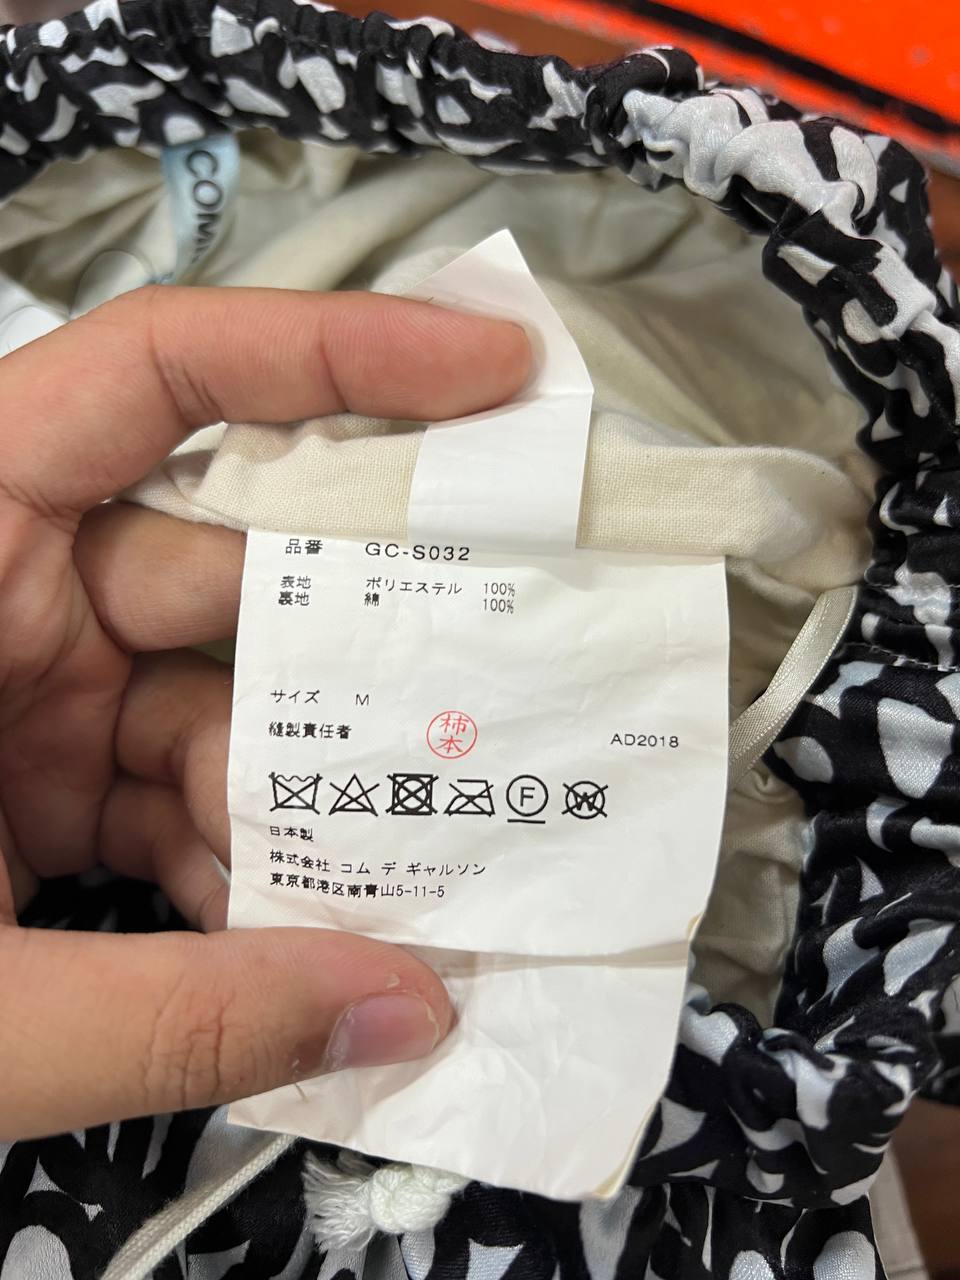 COM
品番 GC-S032
表地 ポリエステル 100%
裏地 綿 100%
サイズ M
縫製責任者 柿本 AD2018
F W
日本製
株式会社 コム デ ギャルソン
東京都港区南青山5-11-5